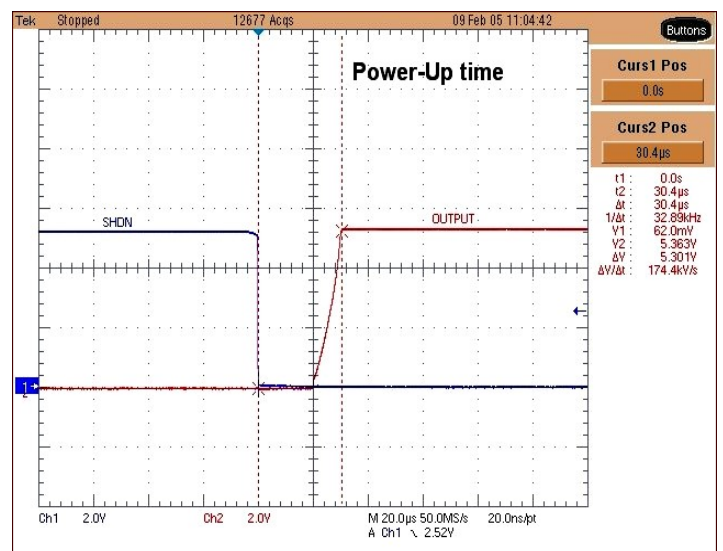 Tek Stopped 12677 Acqs 09 Feb 05 11:04:42
Buttons
Power-Up time
Curs1 Pos
0.0s
Curs2 Pos
30.4µs
t1 : 0.0s
t2 : 30.4µs
Δt : 30.4µs
1/Δt : 32.89kHz
V1 : 62.0mV
V2 : 5.363V
ΔV : 5.301V
ΔV/Δt : 174.4kV/s
SHDN
OUTPUT
1
2
Ch1 2.0V Ch2 2.0V M 20.0µs 50.0MS/s 20.0ns/pt
A Ch1 \ 2.52V